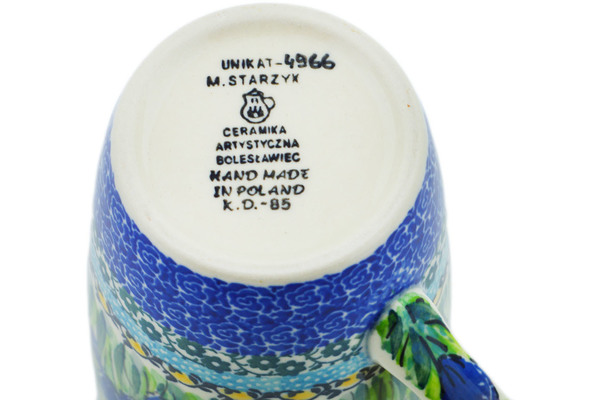 UNIKAT-4966
M. STARZYK
CERAMIKA
ARTYSTYCZNA
BOLESŁAWIEC
HAND MADE
IN POLAND
K.D.-85